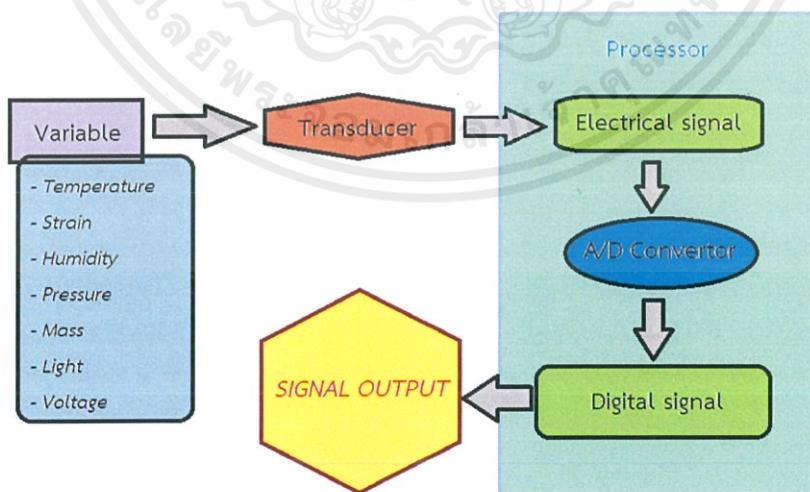 Processor
Variable
Transducer
Electrical signal
- Temperature
- Strain
- Humidity
- Pressure
- Mass
- Light
- Voltage
A/D Convertor
SIGNAL OUTPUT
Digital signal